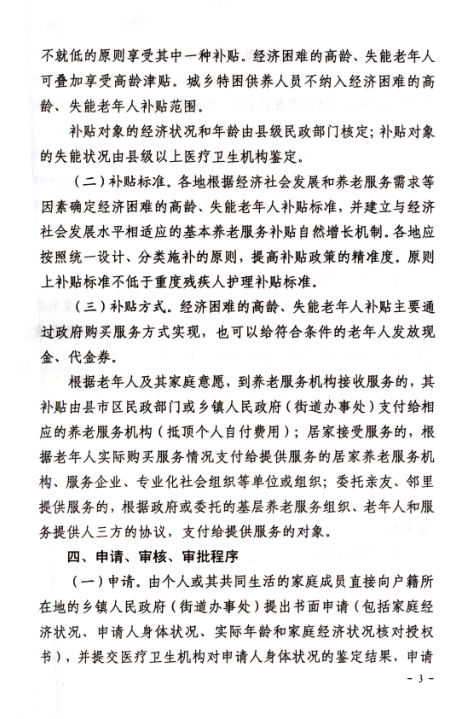 不就低的原则享受其中一种补贴。经济困难的高龄、失能老年人
可叠加享受高龄津贴。城乡特困供养人员不纳入经济困难的高
龄、失能老年人补贴范围。
补贴对象的经济状况和年龄由县级民政部门核定；补贴对象
的失能状况由县级以上医疗卫生机构鉴定。
（二）补贴标准。各地根据经济社会发展和养老服务需求等
因素确定经济困难的高龄、失能老年人补贴标准，并建立与经济
社会发展水平相适应的基本养老服务补贴自然增长机制。各地应
按照统一设计、分类施补的原则，提高补贴政策的精准度。原则
上补贴标准不低于重度残疾人护理补贴标准。
（三）补贴方式。经济困难的高龄、失能老年人补贴主要通
过政府购买服务方式实现，也可以给符合条件的老年人发放现
金、代金券。
根据老年人及其家庭意愿，到养老服务机构接收服务的，其
补贴由县市区民政部门或乡镇人民政府（街道办事处）支付给相
应的养老服务机构（抵顶个人自付费用）；居家接受服务的，根
据老年人实际购买服务情况支付给提供服务的居家养老服务机
构、服务企业、专业化社会组织等单位或组织；委托亲友、邻里
提供服务的，根据政府或委托的基层养老服务组织、老年人和服
务提供人三方的协议，支付给提供服务的对象。
四、申请、审核、审批程序
（一）申请。由个人或其共同生活的家庭成员直接向户籍所
在地的乡镇人民政府（街道办事处）提出书面申请（包括家庭经
济状况、申请人身体状况、实际年龄和家庭经济状况核对授权
书），并提交医疗卫生机构对申请人身体状况的鉴定结果，申请
- 3 -